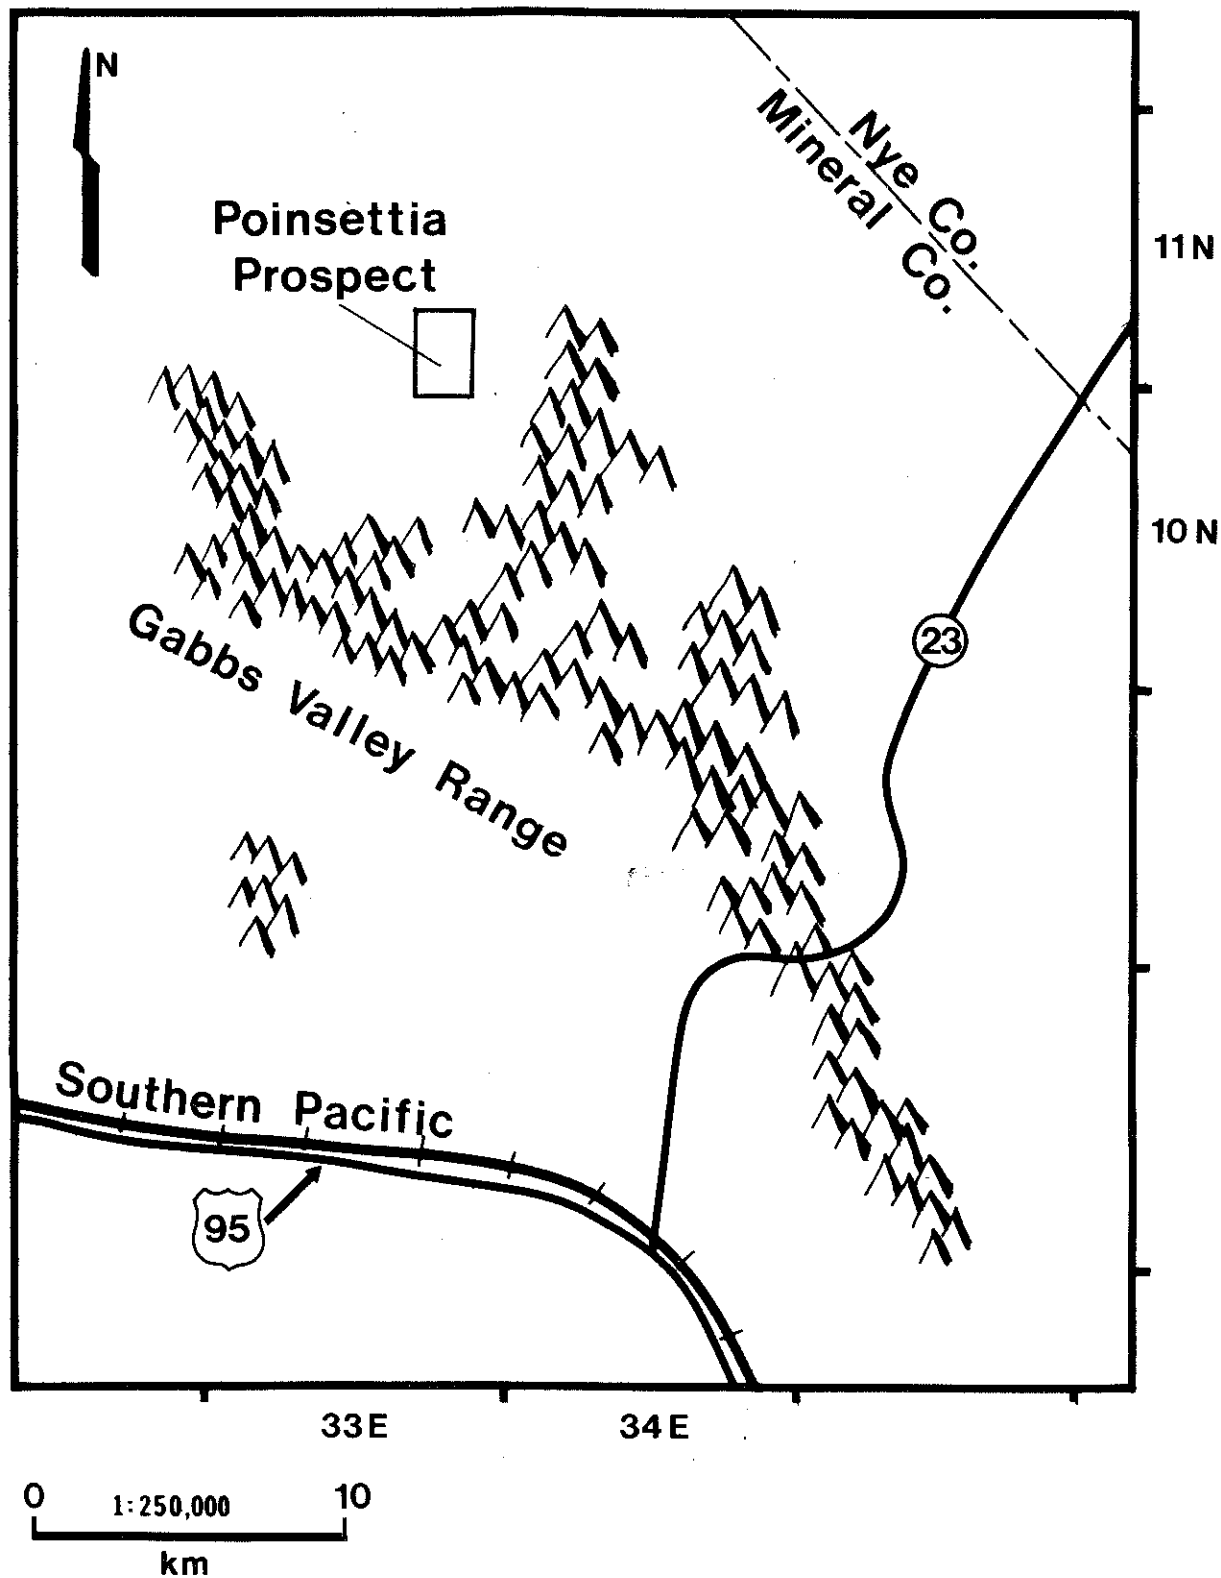 N
Nye Co.
Mineral Co.
Poinsettia
Prospect
11N
10N
23
Gabbs Valley Range
Southern Pacific
95
33E
34E
0 1:250,000 10
km